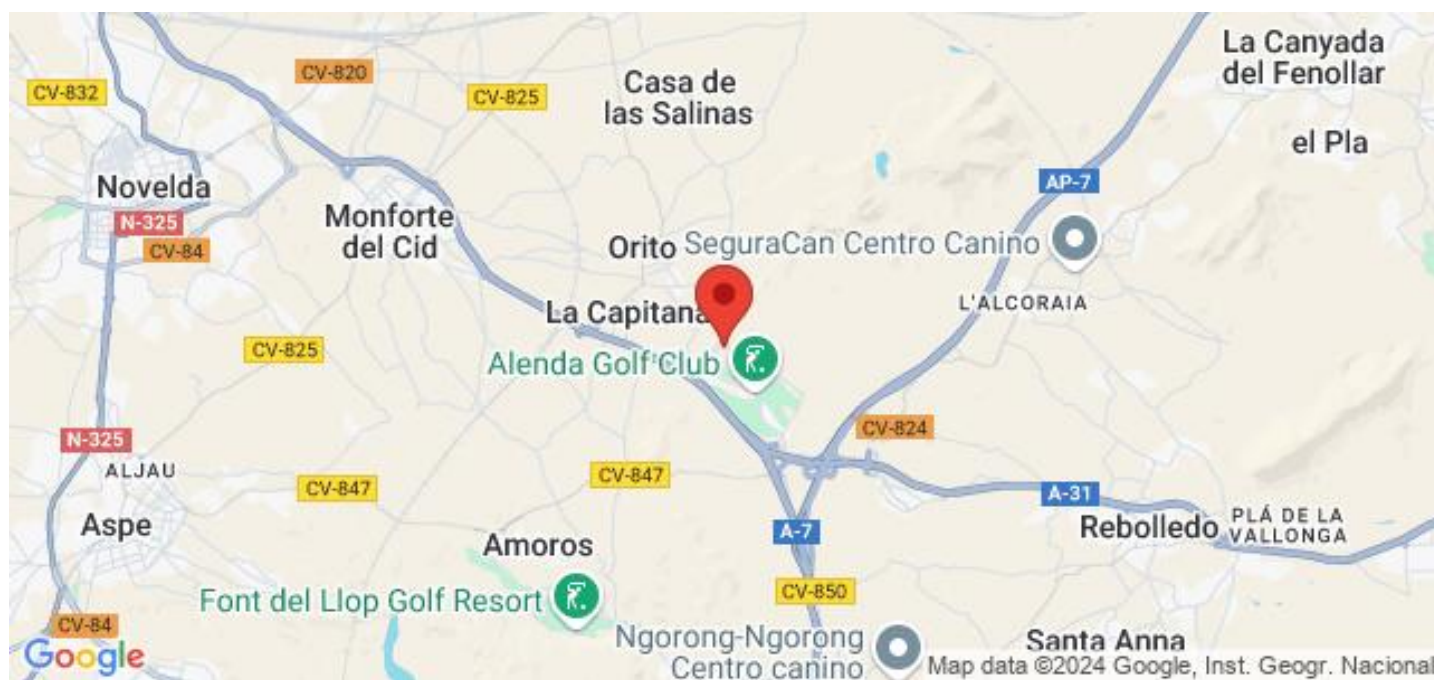 La Canyada
del Fenollar
CV-820
CV-832
CV-825
Casa de
las Salinas
el Pla
Novelda
AP-7
N-325
Monforte
del Cid
CV-84
Orito
SeguraCan Centro Canino
L'ALCORAIA
La Capitana
CV-825
Alenda Golf Club
CV-824
N-325
ALJAU
CV-847
CV-847
A-31
Aspe
Rebolledo
PLÁ DE LA
VALLONGA
A-7
Amoros
CV-850
Font del Llop Golf Resort
CV-84
Google
Ngorong-Ngorong
Centro canino
Santa Anna
Map data ©2024 Google, Inst. Geogr. Nacional